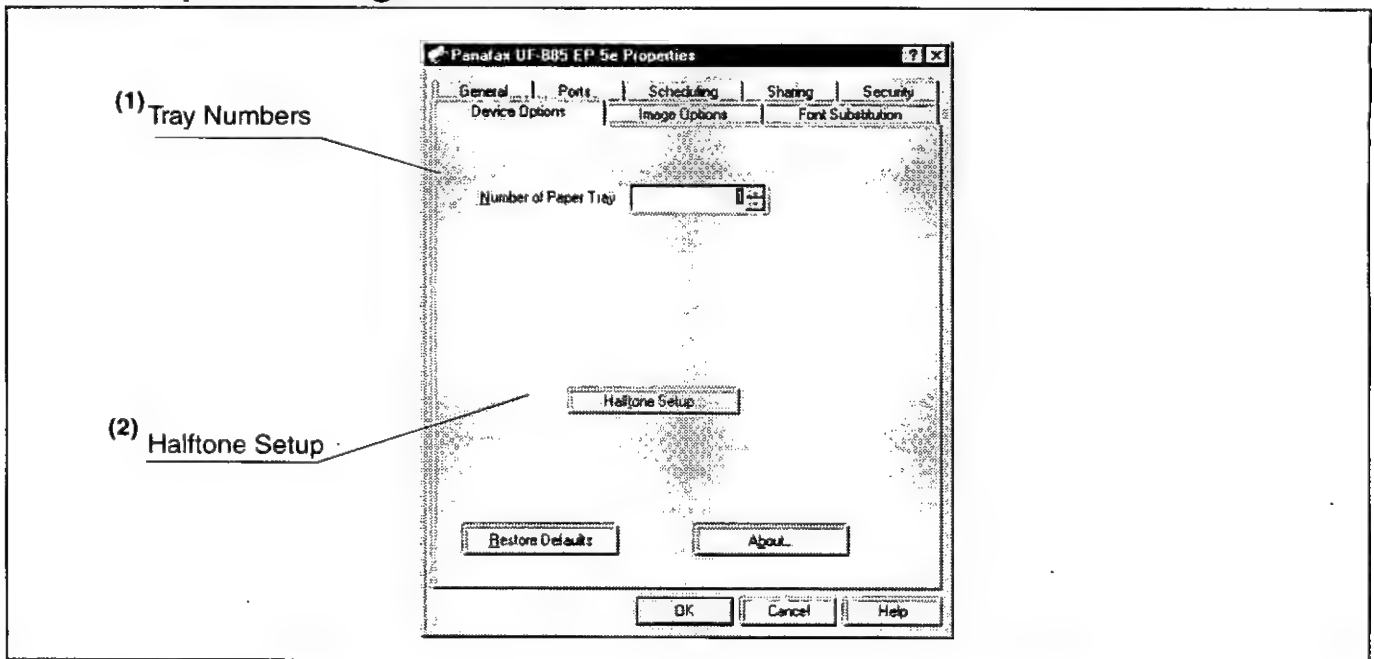 Panafax UF-885 EP 5e Properties
General Ports Scheduling Sharing Security
Device Options Image Options Font Substitution
(1) Tray Numbers
Number of Paper Tray 1
Halftone Setup...
(2) Halftone Setup
Restore Defaults About...
OK Cancel Help